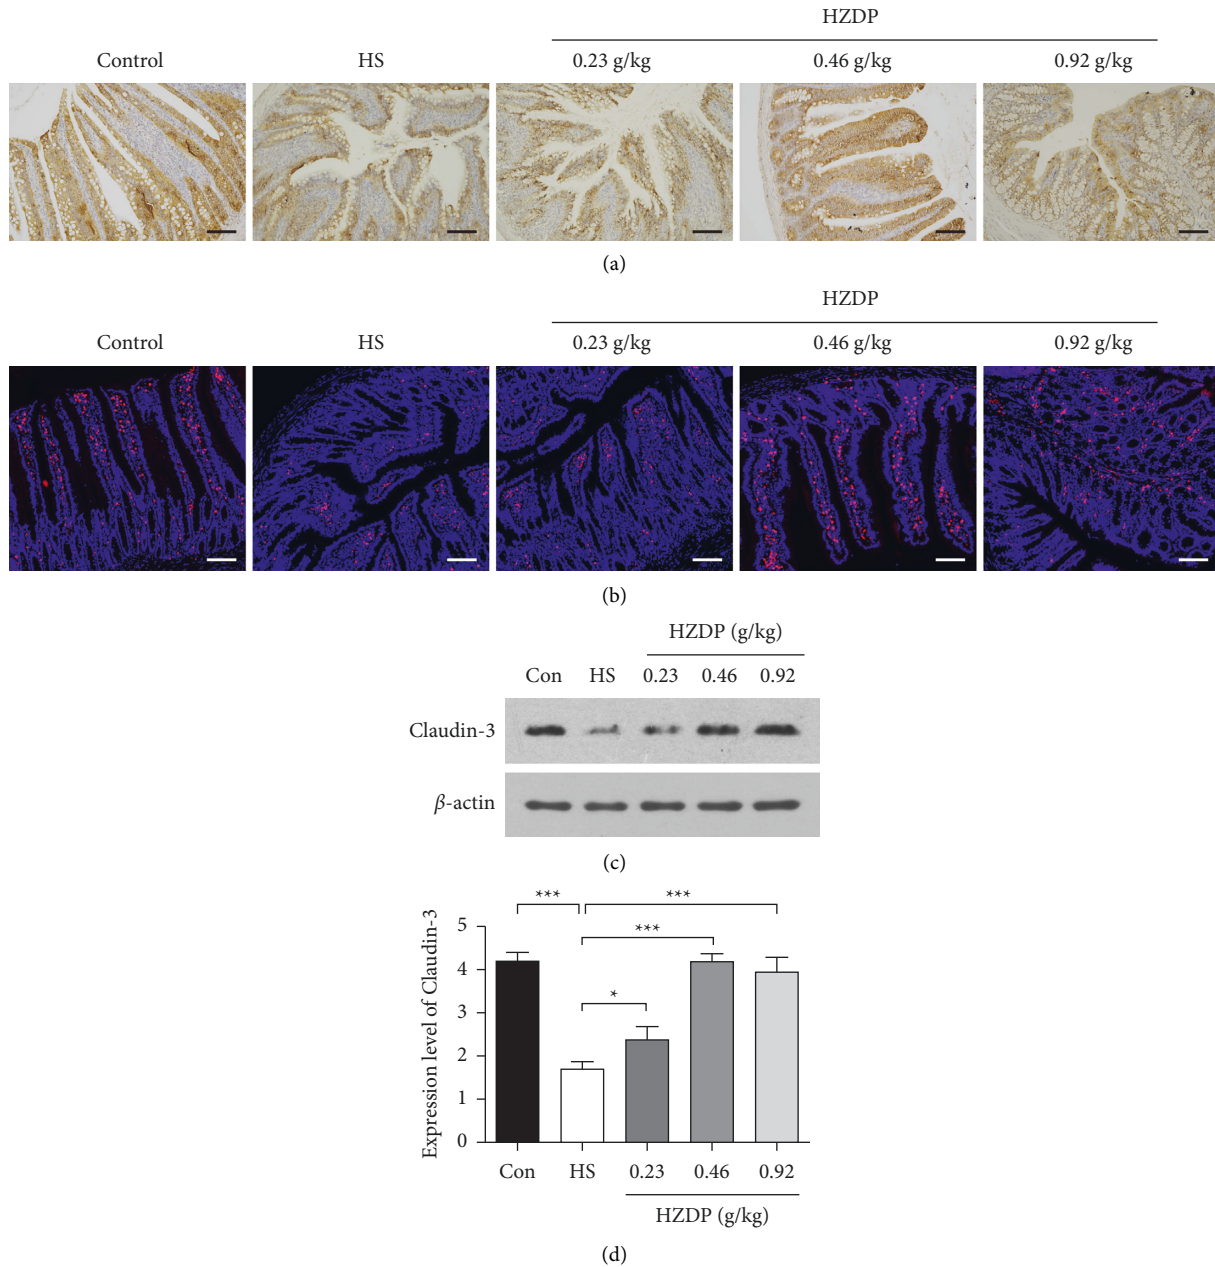 HZDP
Control HS 0.23 g/kg 0.46 g/kg 0.92 g/kg
(a)
HZDP
Control HS 0.23 g/kg 0.46 g/kg 0.92 g/kg
(b)
HZDP (g/kg)
Con HS 0.23 0.46 0.92
Claudin-3
β-actin
(c)
*** ***
***
*
Expression level of Claudin-3
5
4
3
2
1
0
Con HS 0.23 0.46 0.92
HZDP (g/kg)
(d)